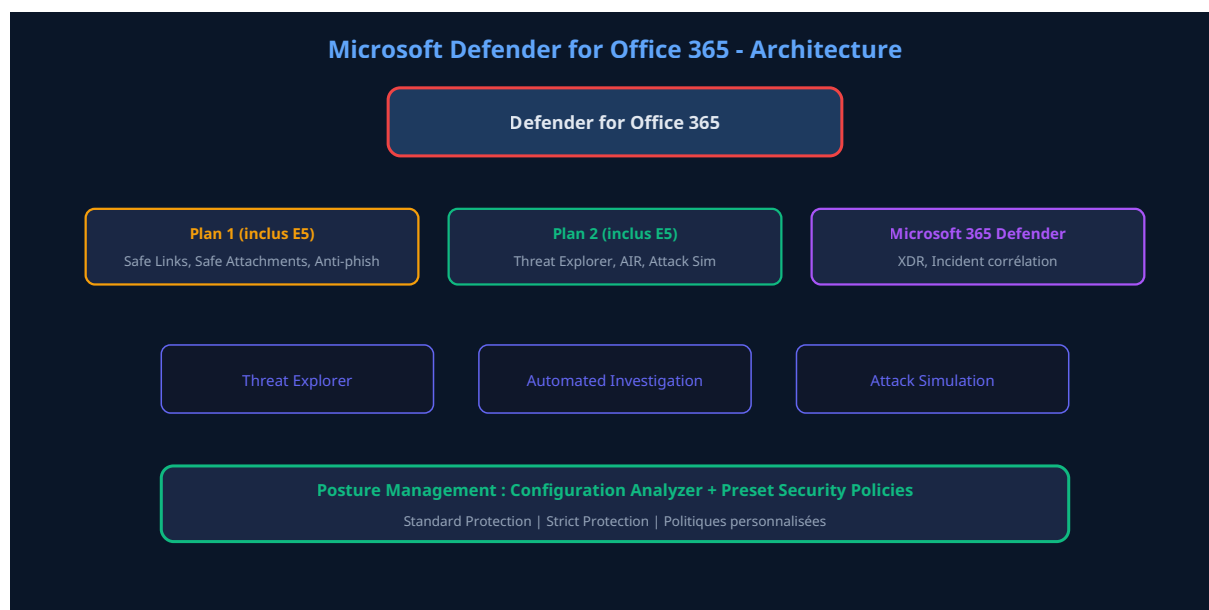 Microsoft Defender for Office 365 - Architecture
Defender for Office 365
Plan 1 (inclus E5)
Safe Links, Safe Attachments, Anti-phish
Plan 2 (inclus E5)
Threat Explorer, AIR, Attack Sim
Microsoft 365 Defender
XDR, Incident corrélation
Threat Explorer
Automated Investigation
Attack Simulation
Posture Management : Configuration Analyzer + Preset Security Policies
Standard Protection | Strict Protection | Politiques personnalisées